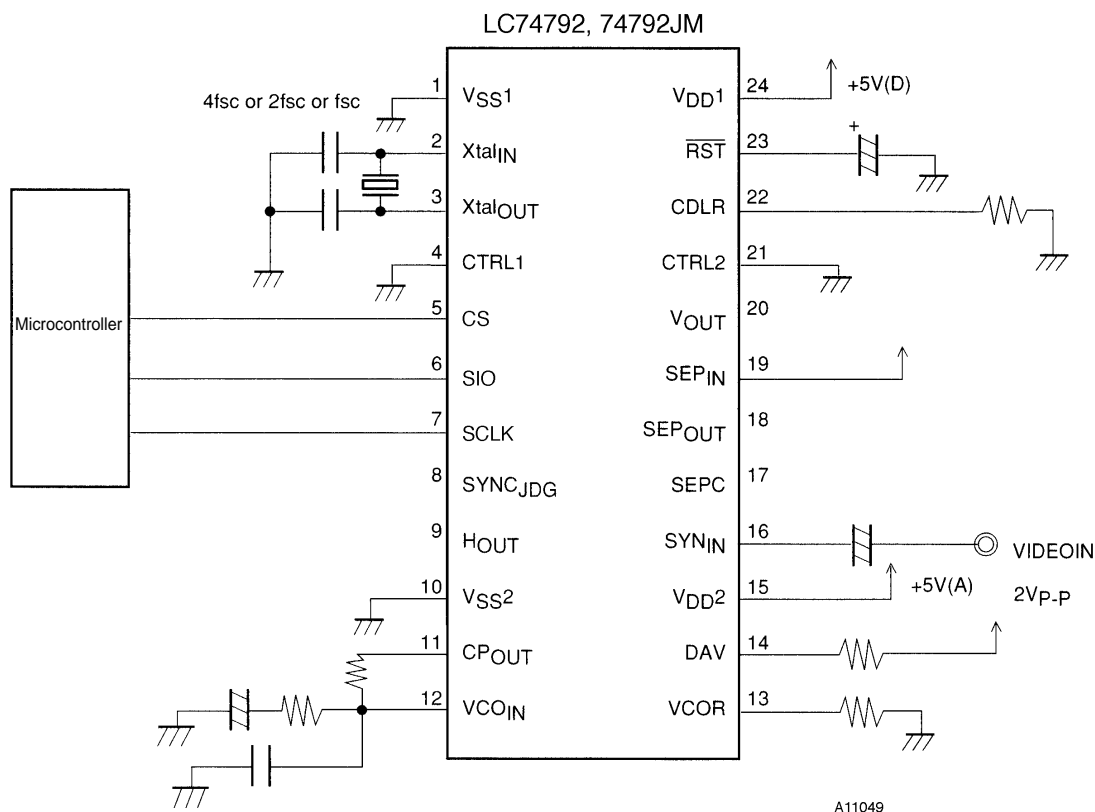 LC74792, 74792JM
4fsc or 2fsc or fsc
Microcontroller
1 VSS1
2 XtalIN
3 XtalOUT
4 CTRL1
5 CS
6 SIO
7 SCLK
8 SYNCJDG
9 HOUT
10 VSS2
11 CPOUT
12 VCOIN
VDD1 24 +5V(D)
RST 23 +
CDLR 22
CTRL2 21
VOUT 20
SEPIN 19
SEPOUT 18
SEPC 17
SYNIN 16 VIDEOIN
VDD2 15 +5V(A) 2VP-P
DAV 14
VCOR 13
A11049